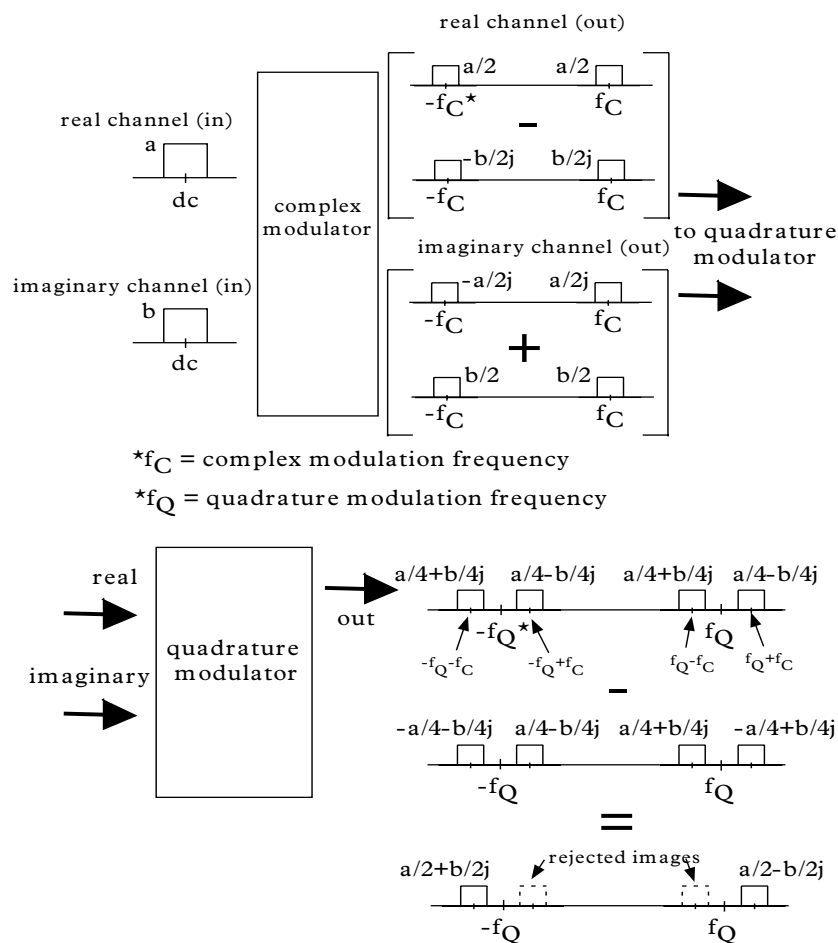 real channel (out)
a/2 a/2
-fC* fC
-
real channel (in)
a
dc
-b/2j b/2j
-fC fC
complex
modulator
to quadrature
modulator
imaginary channel (out)
imaginary channel (in)
b
dc
-a/2j a/2j
-fC fC
+
b/2 b/2
-fC fC
*fC = complex modulation frequency
*fQ = quadrature modulation frequency
real
imaginary
quadrature
modulator
out
a/4+b/4j a/4-b/4j a/4+b/4j a/4-b/4j
-fQ* fQ
-fQ-fC -fQ+fC fQ-fC fQ+fC
-
-a/4-b/4j a/4-b/4j a/4+b/4j -a/4+b/4j
-fQ fQ
=
rejected images
a/2+b/2j a/2-b/2j
-fQ fQ